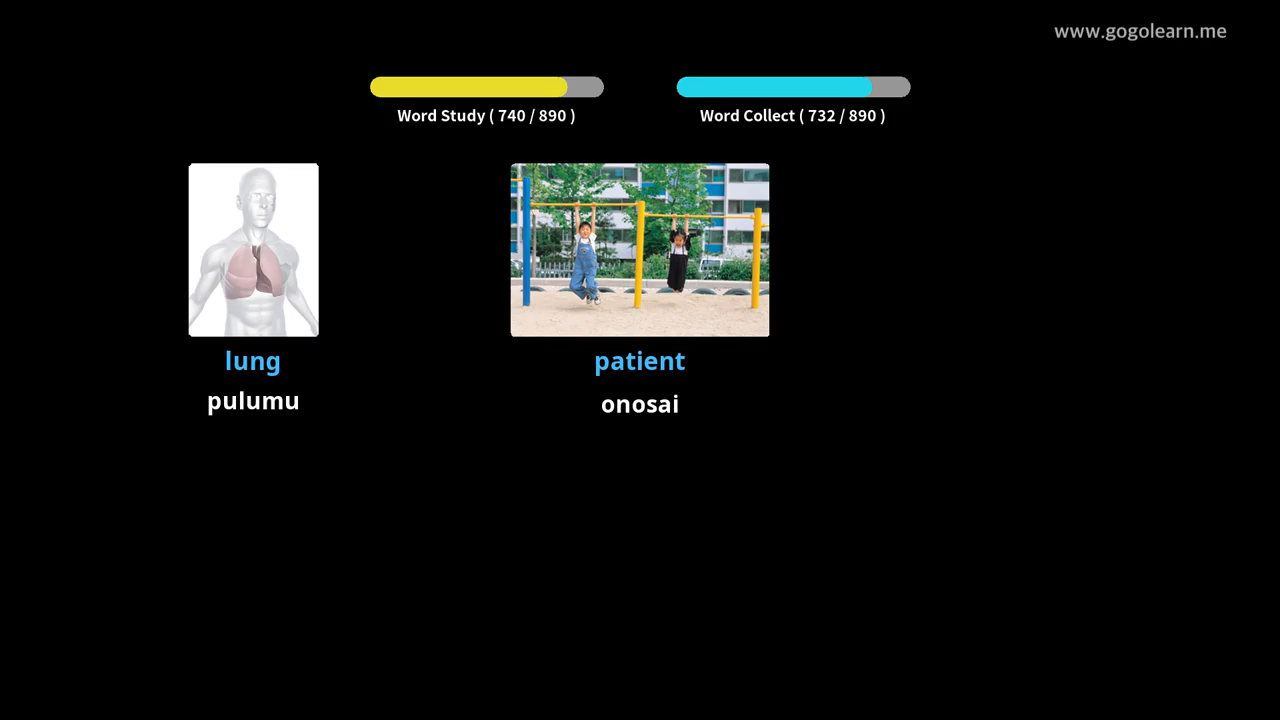 www.gogolearn.me
Word Study ( 740 / 890 )
Word Collect ( 732 / 890 )
lung
pulumu
patient
onosai